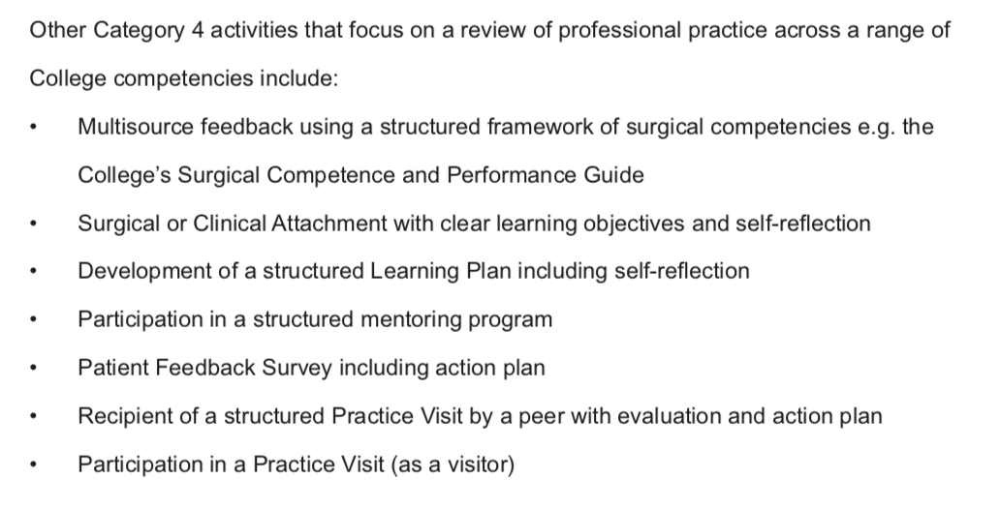 Other Category 4 activities that focus on a review of professional practice across a range of
College competencies include:
• Multisource feedback using a structured framework of surgical competencies e.g. the
College’s Surgical Competence and Performance Guide
• Surgical or Clinical Attachment with clear learning objectives and self-reflection
• Development of a structured Learning Plan including self-reflection
• Participation in a structured mentoring program
• Patient Feedback Survey including action plan
• Recipient of a structured Practice Visit by a peer with evaluation and action plan
• Participation in a Practice Visit (as a visitor)